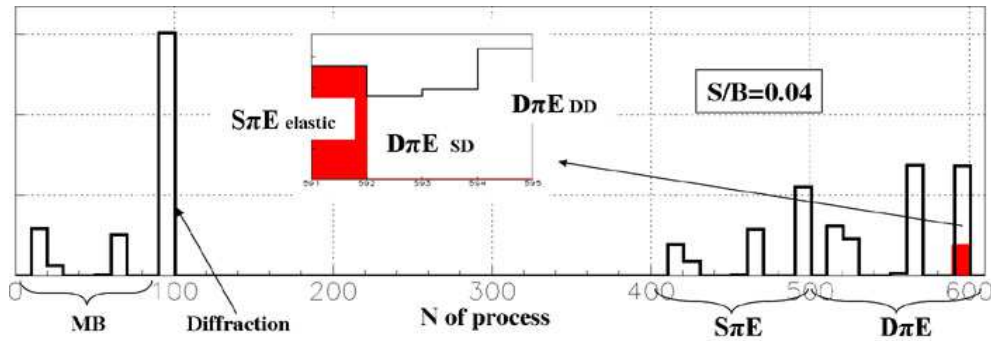 S/B=0.04
SπE elastic
DπE SD
DπE DD
591 592 593 594 595
0 100 200 300 400 500 600
MB
Diffraction
N of process
SπE
DπE